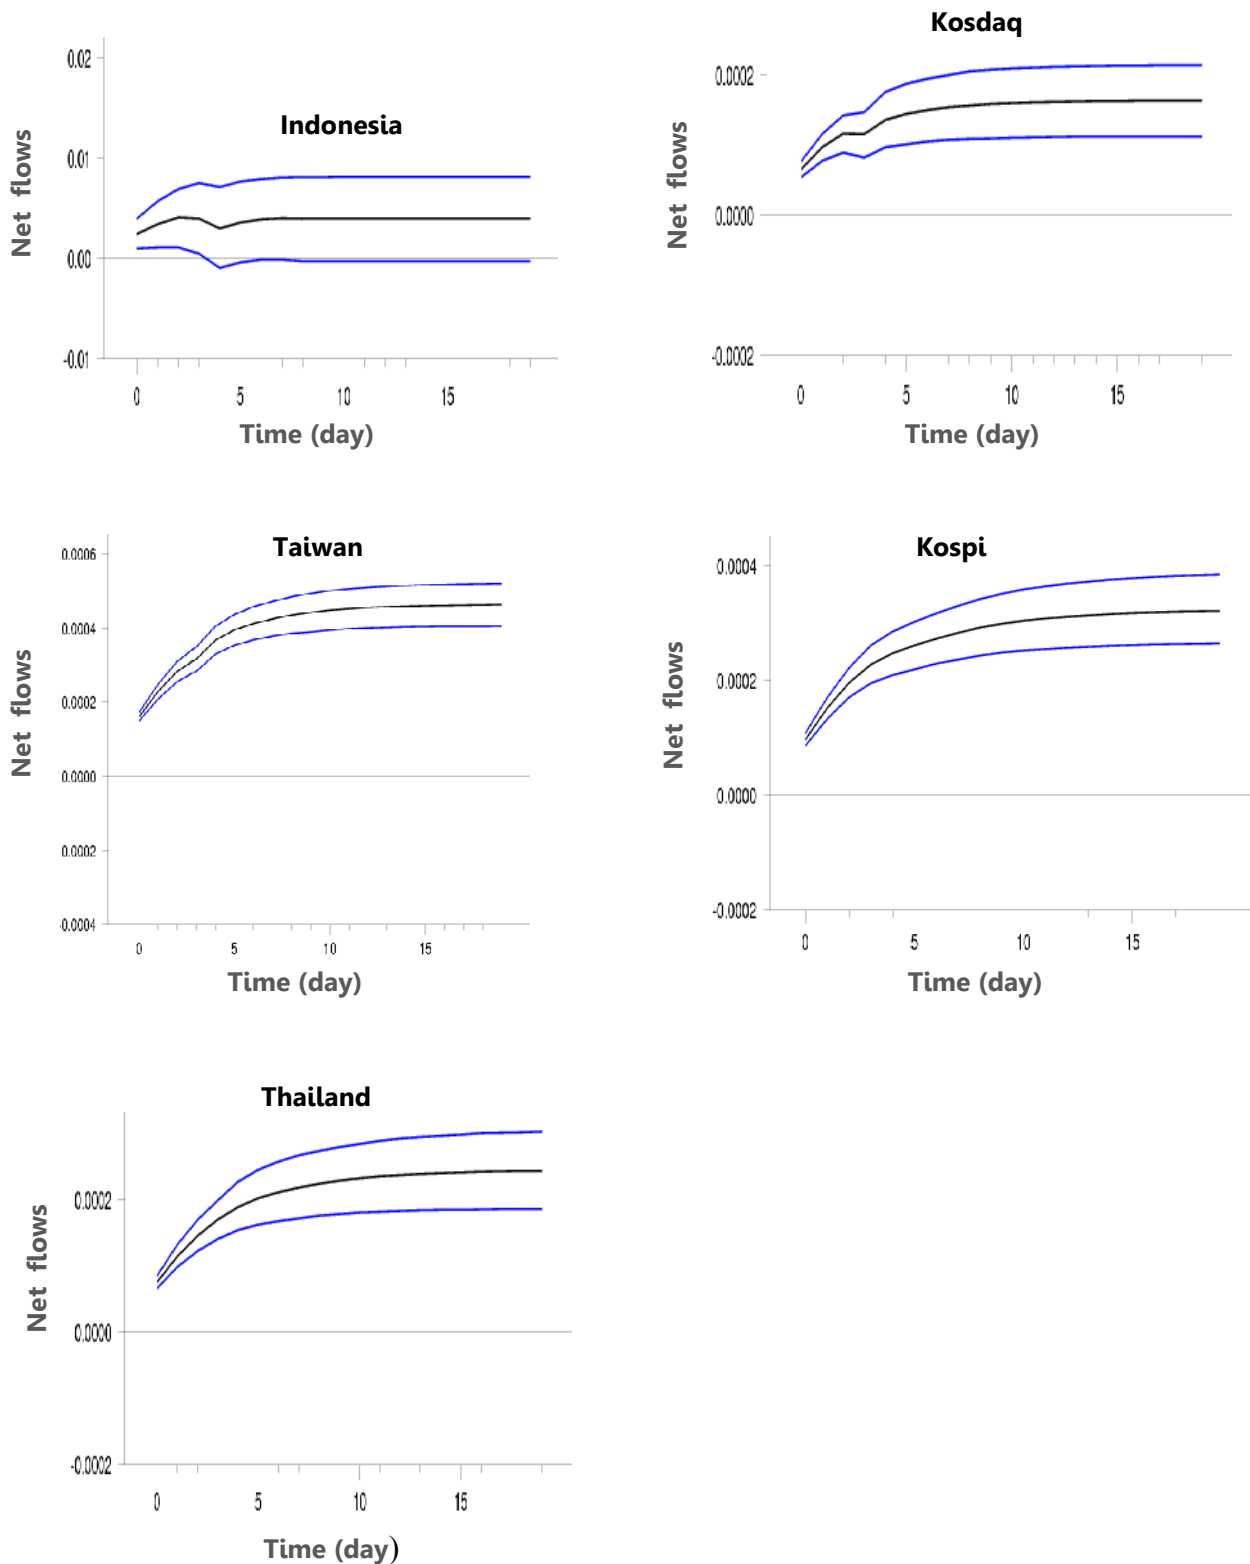 Indonesia
Net flows
0.02
0.01
0.00
-0.01
0 5 10 15
Time (day)
Kosdaq
Net flows
0.0002
0.0000
-0.0002
0 5 10 15
Time (day)
Taiwan
Net flows
0.0006
0.0004
0.0002
0.0000
0.0002
0.0004
0 5 10 15
Time (day)
Kospi
Net flows
0.0004
0.0002
0.0000
-0.0002
0 5 10 15
Time (day)
Thailand
Net flows
0.0002
0.0000
-0.0002
0 5 10 15
Time (day)